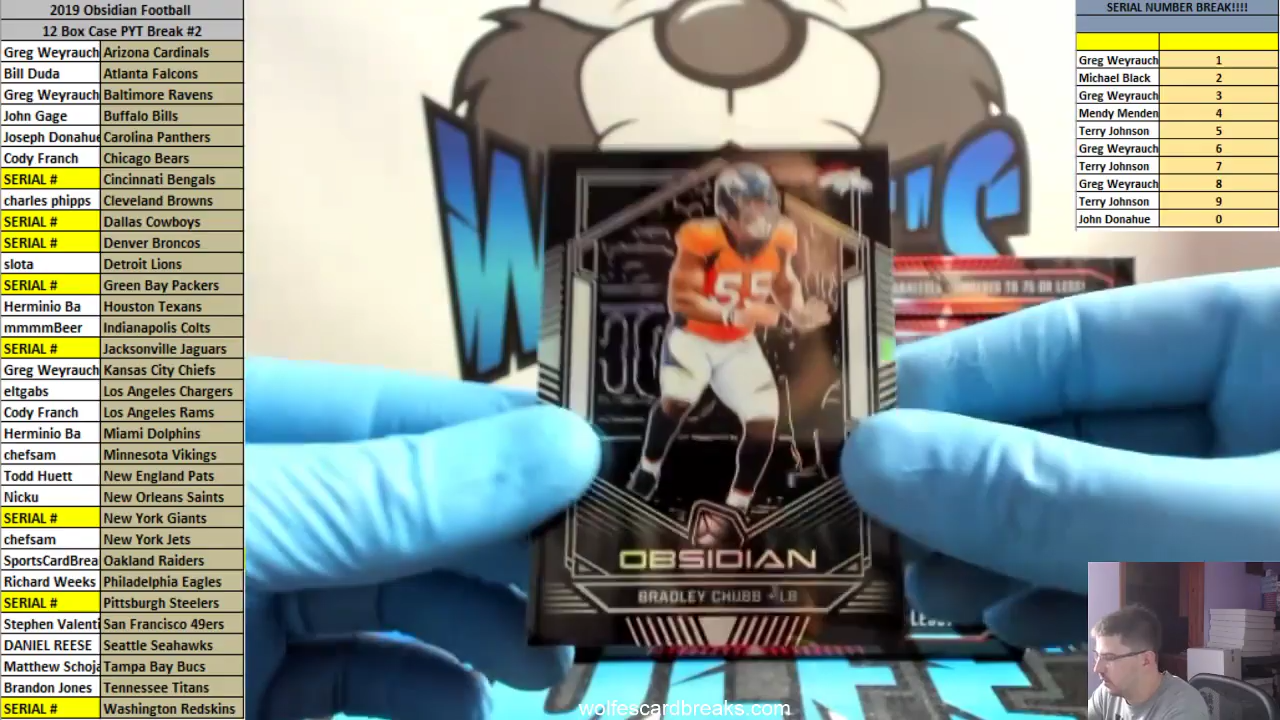 2019 Obsidian Football
12 Box Case PYT Break #2
Greg Weyrauch Arizona Cardinals
Bill Duda Atlanta Falcons
Greg Weyrauch Baltimore Ravens
John Gage Buffalo Bills
Joseph Donahue Carolina Panthers
Cody Franch Chicago Bears
SERIAL # Cincinnati Bengals
charles phipps Cleveland Browns
SERIAL # Dallas Cowboys
SERIAL # Denver Broncos
slota Detroit Lions
SERIAL # Green Bay Packers
Herminio Ba Houston Texans
mmmmBeer Indianapolis Colts
SERIAL # Jacksonville Jaguars
Greg Weyrauch Kansas City Chiefs
eltgabs Los Angeles Chargers
Cody Franch Los Angeles Rams
Herminio Ba Miami Dolphins
chefsam Minnesota Vikings
Todd Huett New England Pats
Nicku New Orleans Saints
SERIAL # New York Giants
chefsam New York Jets
SportsCardBrea Oakland Raiders
Richard Weeks Philadelphia Eagles
SERIAL # Pittsburgh Steelers
Stephen Valenti San Francisco 49ers
DANIEL REESE Seattle Seahawks
Matthew Schoja Tampa Bay Bucs
Brandon Jones Tennessee Titans
SERIAL # Washington Redskins
55
OBSIDIAN
BRADLEY CHUBB • LB
wolfescardbreaks.com
SERIAL NUMBER BREAK!!!!
Greg Weyrauch 1
Michael Black 2
Greg Weyrauch 3
Mendy Menden 4
Terry Johnson 5
Greg Weyrauch 6
Terry Johnson 7
Greg Weyrauch 8
Terry Johnson 9
John Donahue 0